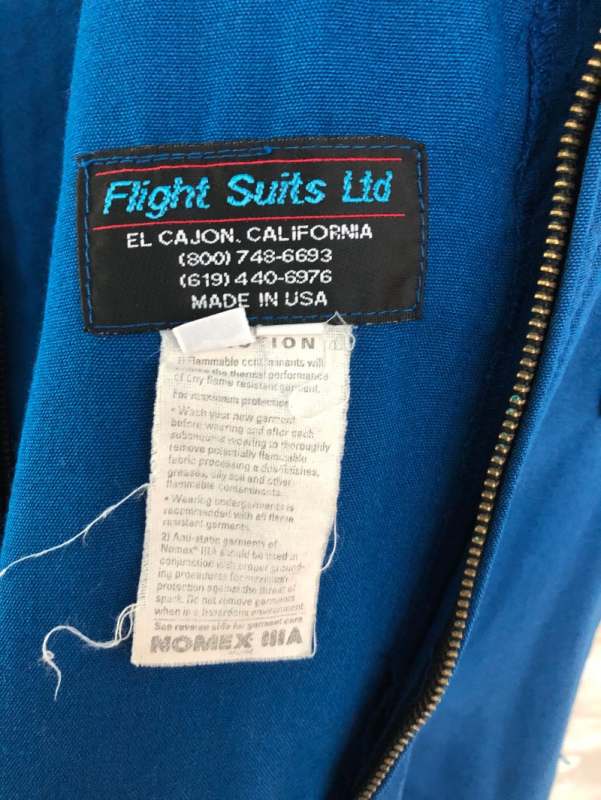 Flight Suits Ltd
EL CAJON, CALIFORNIA
(800) 748-6693
(619) 440-6976
MADE IN USA
1) flammable contaminants will
the thermal performance
of any flame resistant garment.
For maximum protection
• Wash your new garment
before wearing and after each
subsequent wearing to thoroughly
remove potentially flammable
fabric processing
greases, oily soil and other
flammable contaminants.
• Wearing undergarments is
recommended with all flame
resistant garments.
2) Anti-static garments of
Nomex® IIIA should be used in
conjunction with proper ground-
ing procedures for maximum
protection against the threat of
spark. Do not remove garments
when in a hazardous environment.
See reverse side for garment care
NOMEX IIIA